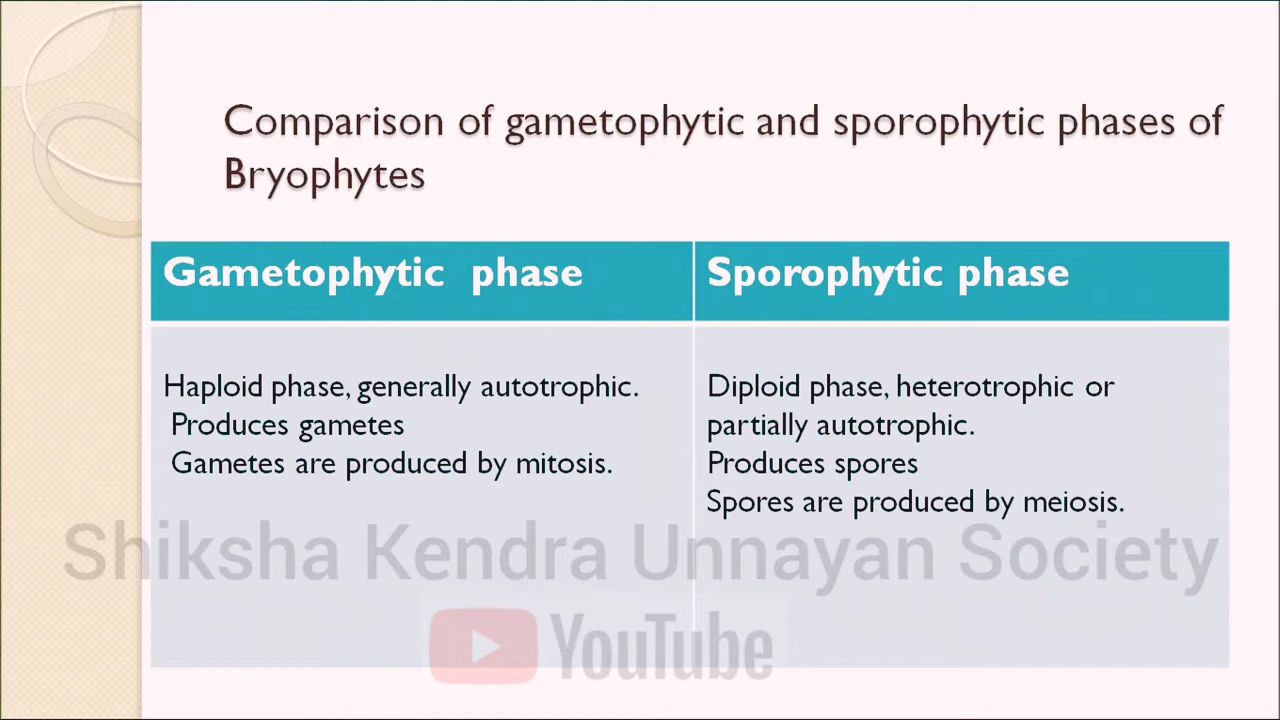 Comparison of gametophytic and sporophytic phases of
Bryophytes
Gametophytic phase
Sporophytic phase
Haploid phase, generally autotrophic.
Produces gametes
Gametes are produced by mitosis.
Diploid phase, heterotrophic or
partially autotrophic.
Produces spores
Spores are produced by meiosis.
Shiksha Kendra Unnayan Society
YouTube